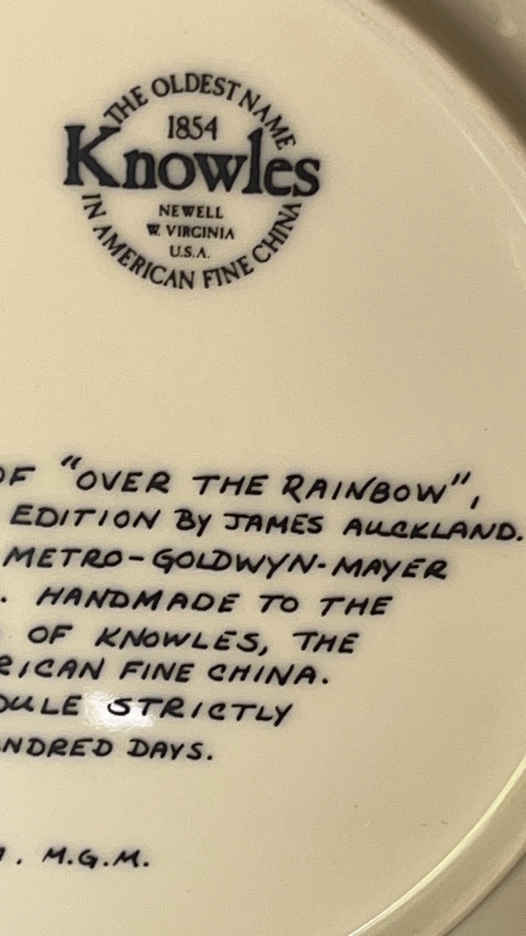 THE OLDEST NAME
1854
Knowles
NEWELL
W. VIRGINIA
U.S.A.
IN AMERICAN FINE CHINA
OF "OVER THE RAINBOW",
EDITION BY JAMES AUCKLAND.
METRO-GOLDWYN-MAYER
. HANDMADE TO THE
OF KNOWLES, THE
RICAN FINE CHINA.
DULE STRICTLY
NDRED DAYS.
. M.G.M.